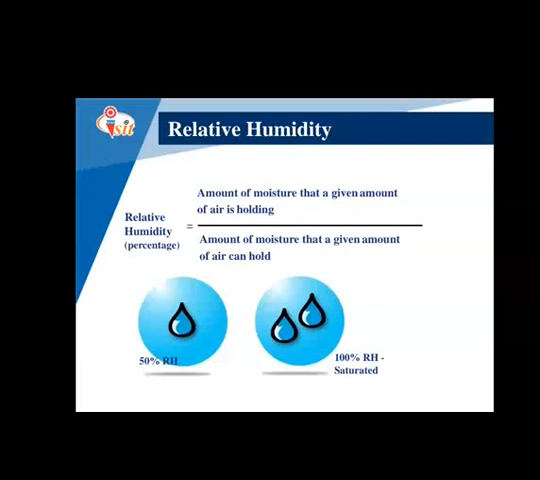 isit
Relative Humidity
Amount of moisture that a given amount
of air is holding
Relative
Humidity
(percentage)
=
Amount of moisture that a given amount
of air can hold
50% RH
100% RH -
Saturated